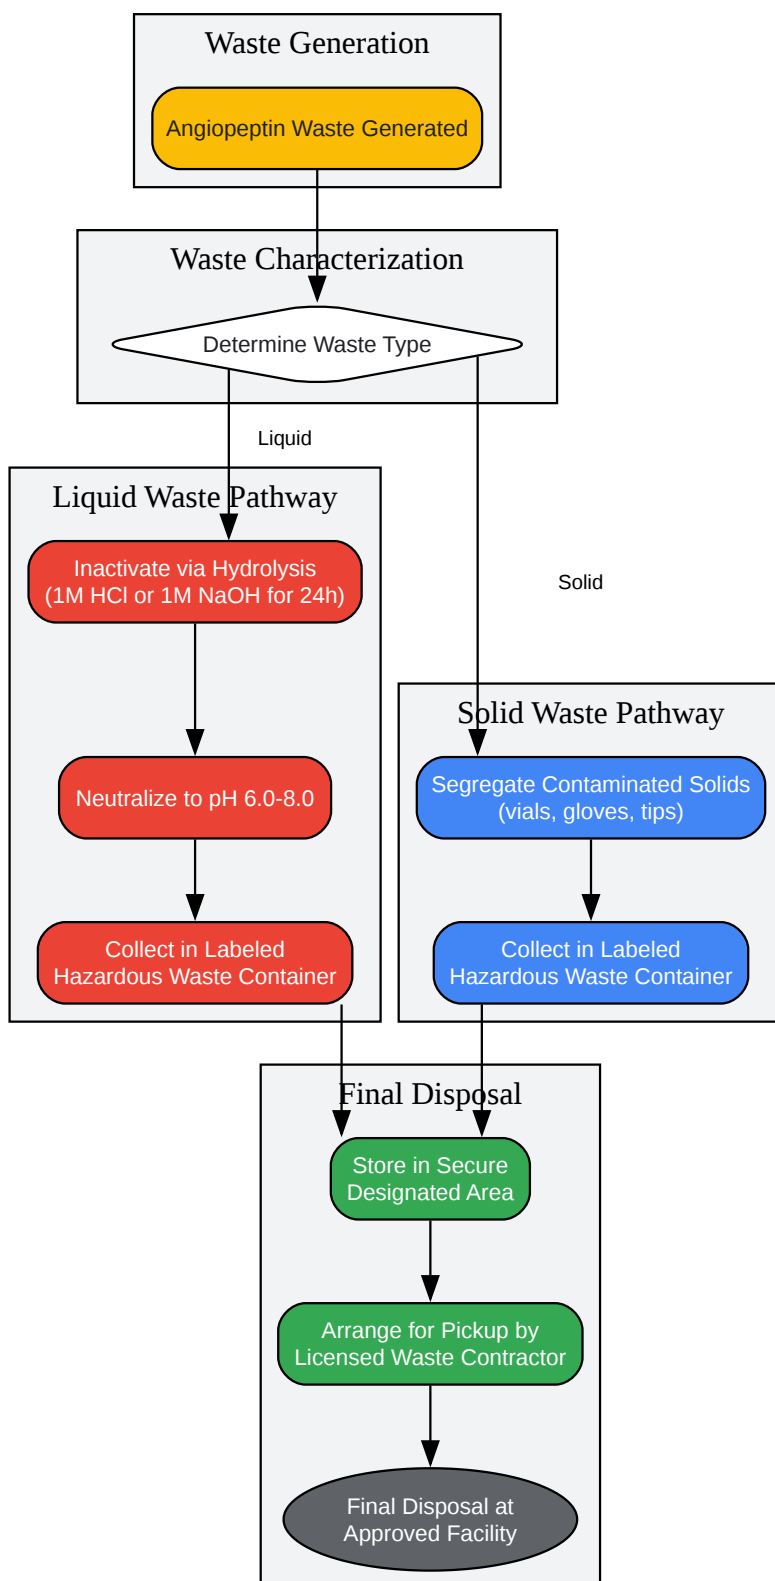 Waste Generation
Angiopeptin Waste Generated
Waste Characterization
Determine Waste Type
Liquid
Liquid Waste Pathway
Inactivate via Hydrolysis
(1M HCl or 1M NaOH for 24h)
Neutralize to pH 6.0-8.0
Collect in Labeled
Hazardous Waste Container
Solid
Solid Waste Pathway
Segregate Contaminated Solids
(vials, gloves, tips)
Collect in Labeled
Hazardous Waste Container
Final Disposal
Store in Secure
Designated Area
Arrange for Pickup by
Licensed Waste Contractor
Final Disposal at
Approved Facility